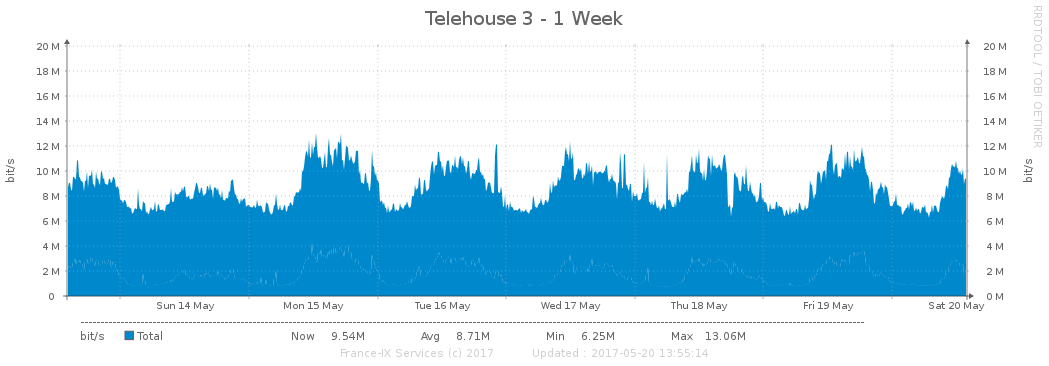 Telehouse 3 - 1 Week
RRDTOOL / TOBI OETIKER
bit/s
bit/s
20 M 20 M
18 M 18 M
16 M 16 M
14 M 14 M
12 M 12 M
10 M 10 M
8 M 8 M
6 M 6 M
4 M 4 M
2 M 2 M
0 0 M
Sun 14 May Mon 15 May Tue 16 May Wed 17 May Thu 18 May Fri 19 May Sat 20 May
bit/s Total Now 9.54M Avg 8.71M Min 6.25M Max 13.06M
France-IX Services (c) 2017 Updated : 2017-05-20 13:55:14